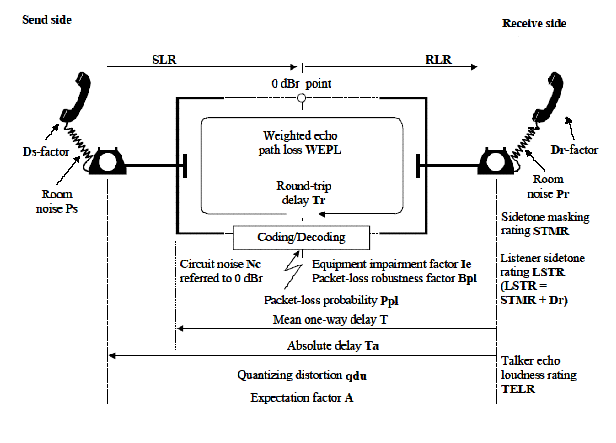 Send side
Receive side
SLR
RLR
0 dBr point
Weighted echo
path loss WEPL
Ds-factor
Dr-factor
Room
noise Ps
Room
noise Pr
Round-trip
delay Tr
Sidetone masking
rating STMR
Coding/Decoding
Circuit noise Nc
referred to 0 dBr
Equipment impairment factor Ie
Packet-loss robustness factor Bpl
Listener sidetone
rating LSTR
(LSTR =
STMR + Dr)
Packet-loss probability Ppl
Mean one-way delay T
Absolute delay Ta
Talker echo
loudness rating
TELR
Quantizing distortion qdu
Expectation factor A